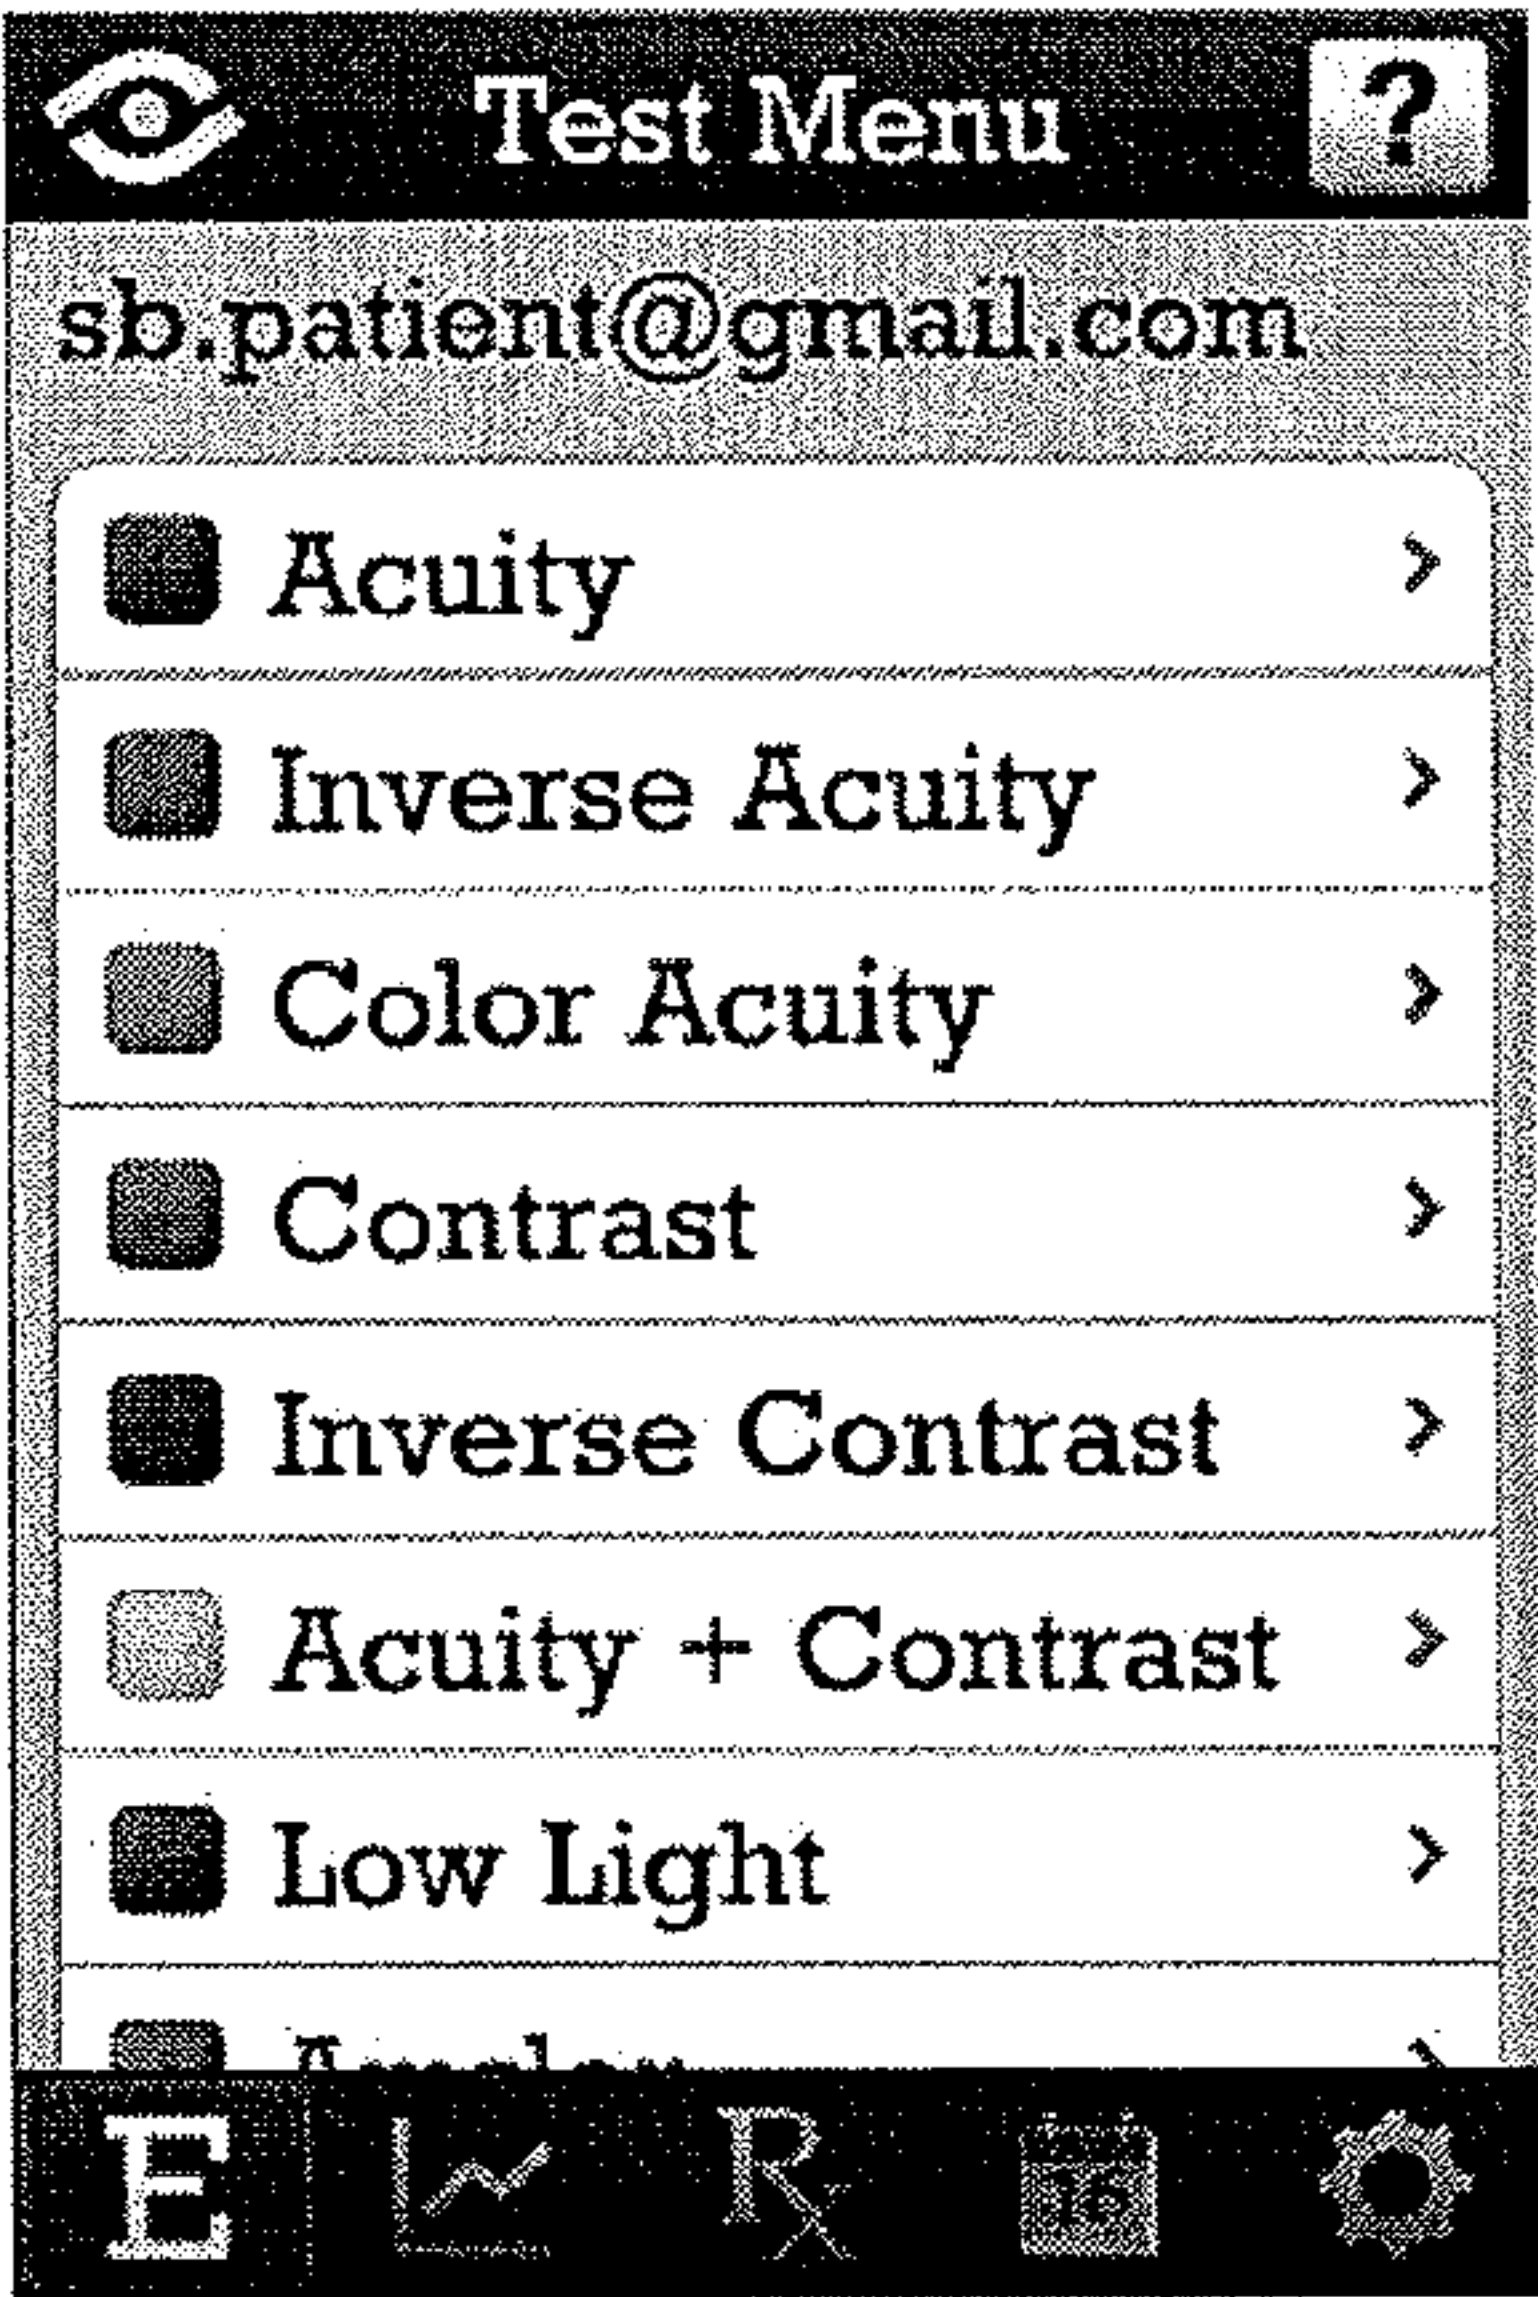 Test Menu ?
sb.patient@gmail.com
Acuity >
Inverse Acuity >
Color Acuity >
Contrast >
Inverse Contrast >
Acuity + Contrast >
Low Light >
E Rx 16